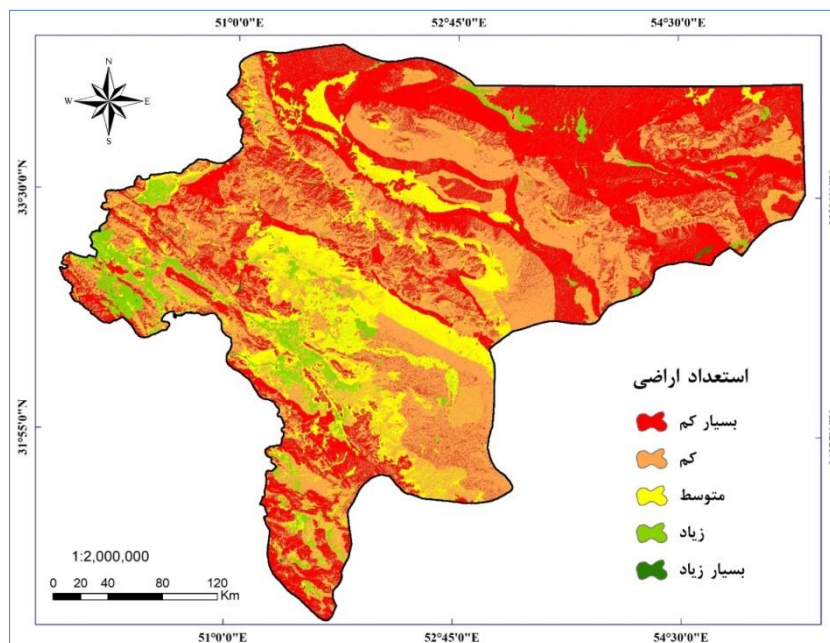 51°0'0"E 52°45'0"E 54°30'0"E
N
W E
S
33°30'0"N
31°55'0"N
استعداد اراضی
بسیار کم
کم
متوسط
زیاد
بسیار زیاد
1:2,000,000
0 20 40 80 120
Km
51°0'0"E 52°45'0"E 54°30'0"E